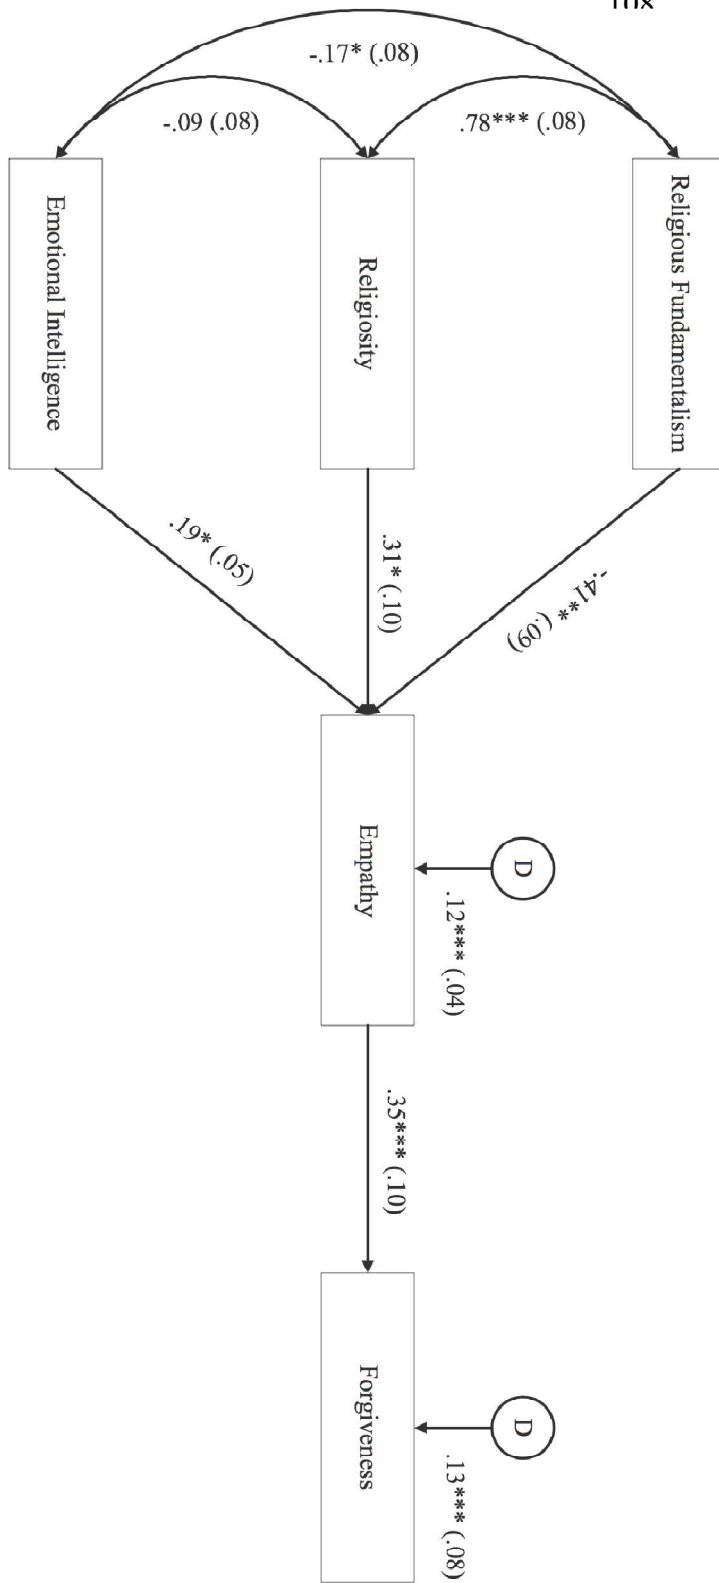 -.17* (.08)
-.09 (.08)
.78*** (.08)
Religious Fundamentalism
Religiosity
Emotional Intelligence
-.41** (.09)
.31* (.10)
.19* (.05)
D
.12*** (.04)
Empathy
.35*** (.10)
D
.13*** (.08)
Forgiveness